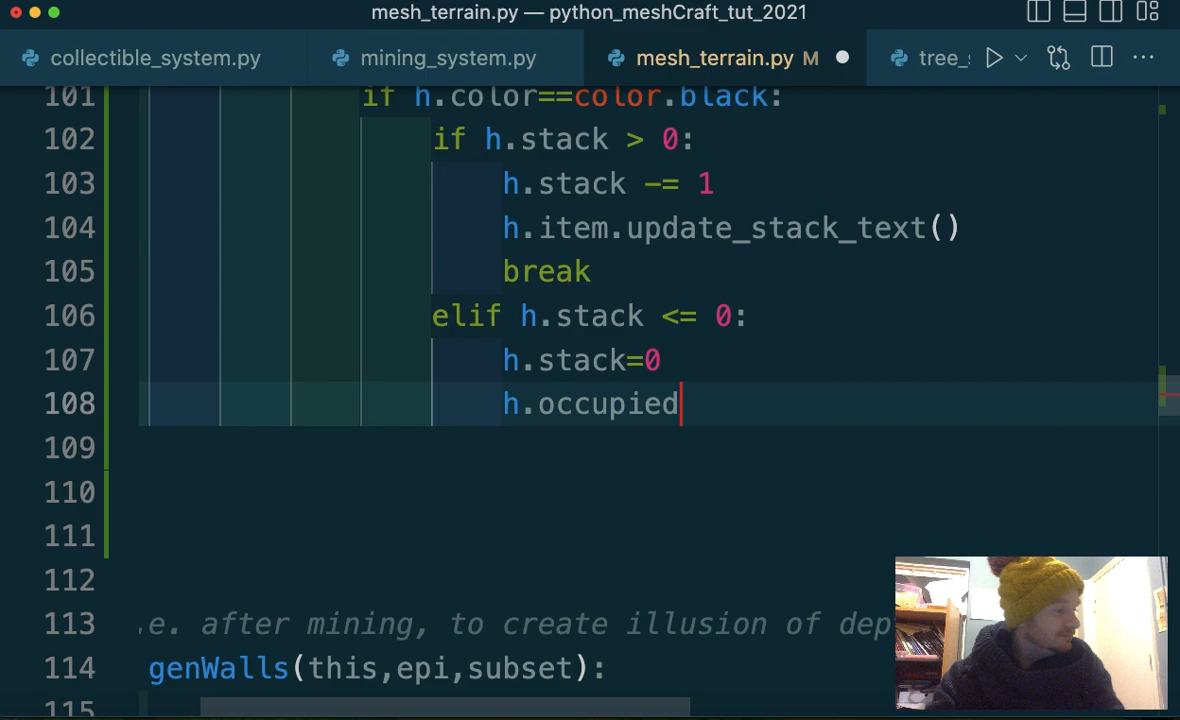 mesh_terrain.py — python_meshCraft_tut_2021
collectible_system.py mining_system.py mesh_terrain.py M tree_s
101 if h.color==color.black:
102 if h.stack > 0:
103 h.stack -= 1
104 h.item.update_stack_text()
105 break
106 elif h.stack <= 0:
107 h.stack=0
108 h.occupied
109
110
111
112
113 .e. after mining, to create illusion of dep
114 genWalls(this,epi,subset):
115